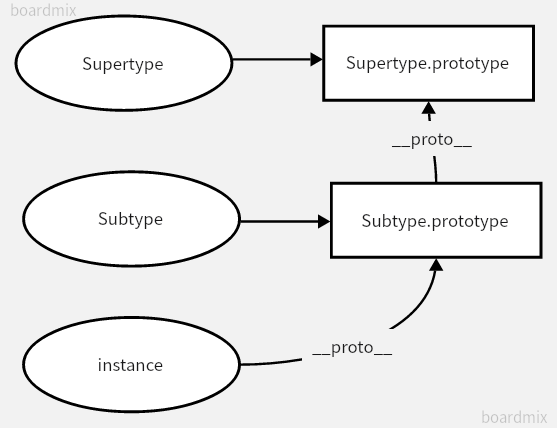 boardmix
Supertype
Supertype.prototype
__proto__
Subtype
Subtype.prototype
__proto__
instance
boardmix